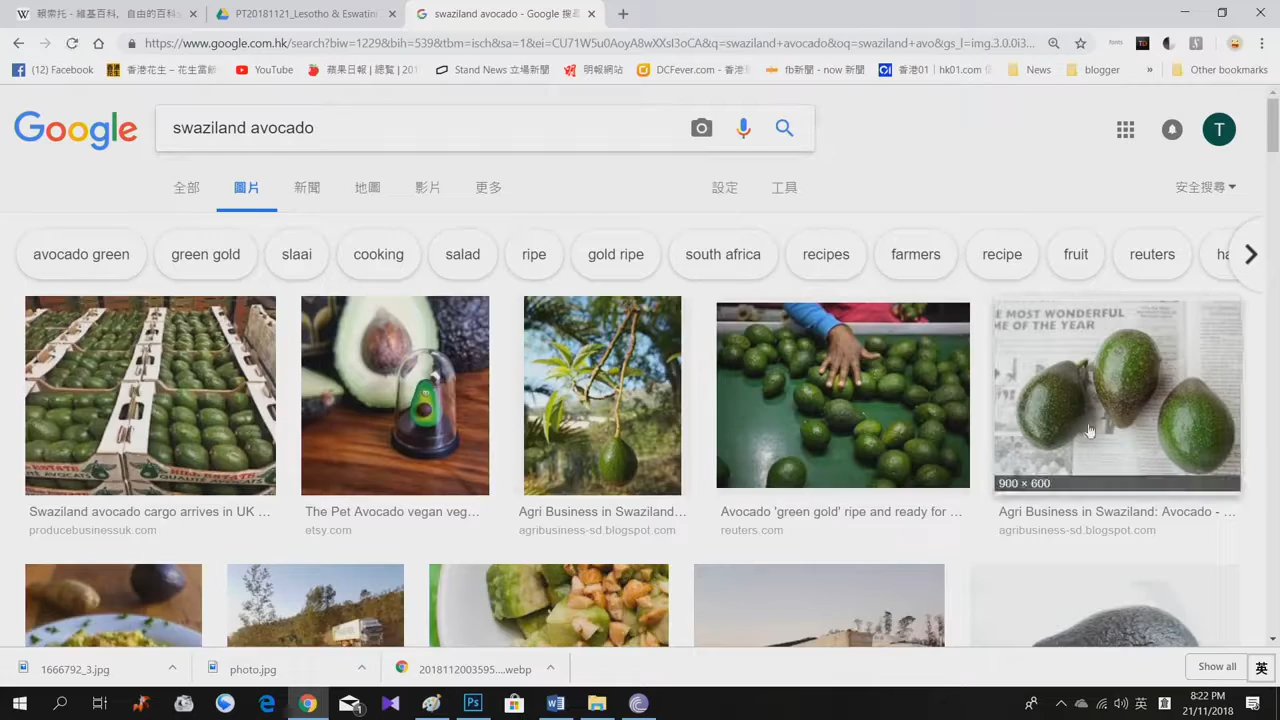 賴索托 - 維基百科，自由的百科
PT20181121_Lesotho & Eswatini
swaziland avocado - Google 搜尋
https://www.google.com.hk/search?biw=1229&bih=539&tbm=isch&sa=1&ei=CU71W5u0AoyA8wXXsI3oCA&q=swaziland+avocado&oq=swaziland+avo&gs_l=img.3.0.0i3...
fonts
(12) Facebook
香港花生 – 花生當
YouTube
蘋果日報 | 總覽 | 201
Stand News 立場新聞
明報網站
DCFever.com - 香港
fb新聞 - now 新聞
香港01 | hk01.com
News
blogger
»
Other bookmarks
Google
swaziland avocado
T
全部
圖片
新聞
地圖
影片
更多
設定
工具
安全搜尋
avocado green
green gold
slaai
cooking
salad
ripe
gold ripe
south africa
recipes
farmers
recipe
fruit
reuters
ha
E MOST WONDERFUL
ME OF THE YEAR
900 × 600
Swaziland avocado cargo arrives in UK ...
The Pet Avocado vegan veg...
Agri Business in Swaziland...
Avocado 'green gold' ripe and ready for ...
Agri Business in Swaziland: Avocado - ...
producebusinessuk.com
etsy.com
agribusiness-sd.blogspot.com
reuters.com
agribusiness-sd.blogspot.com
1666792_3.jpg
photo.jpg
2018112003595....webp
Show all
英
英
8:22 PM
21/11/2018